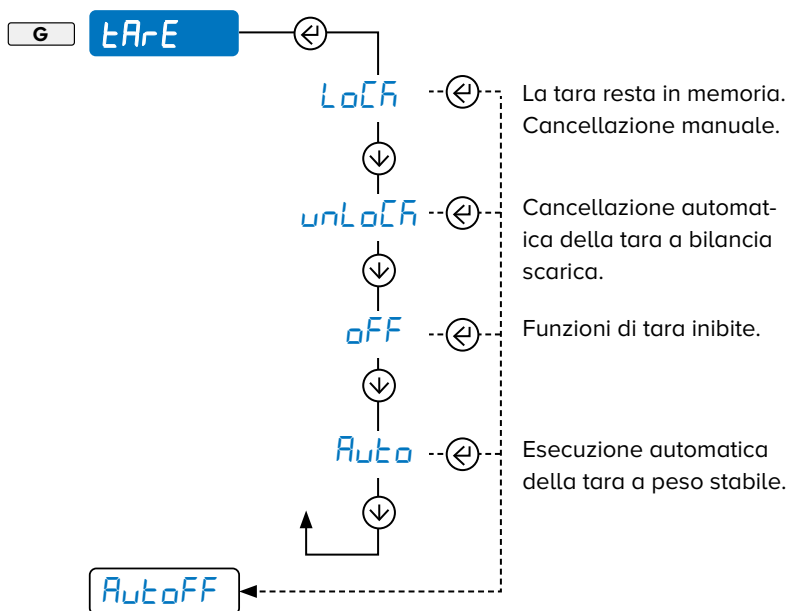 G tArE
LoCK
La tara resta in memoria.
Cancellazione manuale.
unLoCK
Cancellazione automat-
ica della tara a bilancia
scarica.
oFF
Funzioni di tara inibite.
Auto
Esecuzione automatica
della tara a peso stabile.
AutoFF